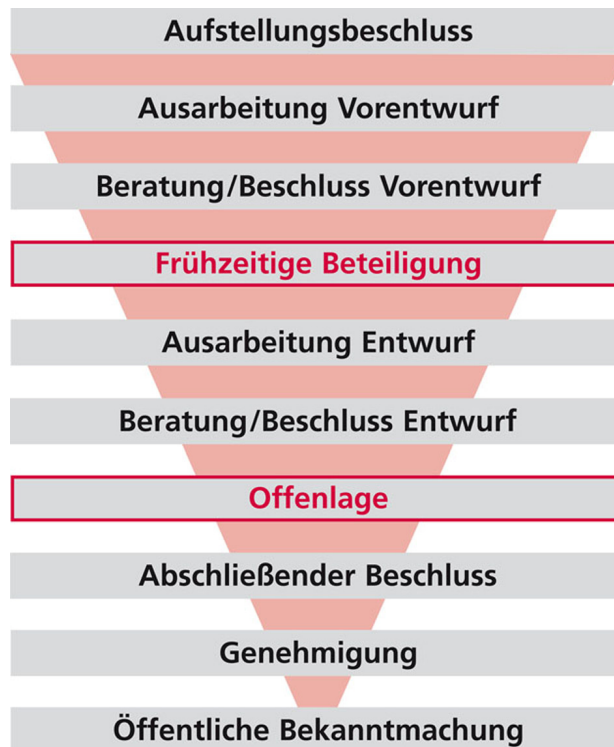 Aufstellungsbeschluss
Ausarbeitung Vorentwurf
Beratung/Beschluss Vorentwurf
Frühzeitige Beteiligung
Ausarbeitung Entwurf
Beratung/Beschluss Entwurf
Offenlage
Abschließender Beschluss
Genehmigung
Öffentliche Bekanntmachung